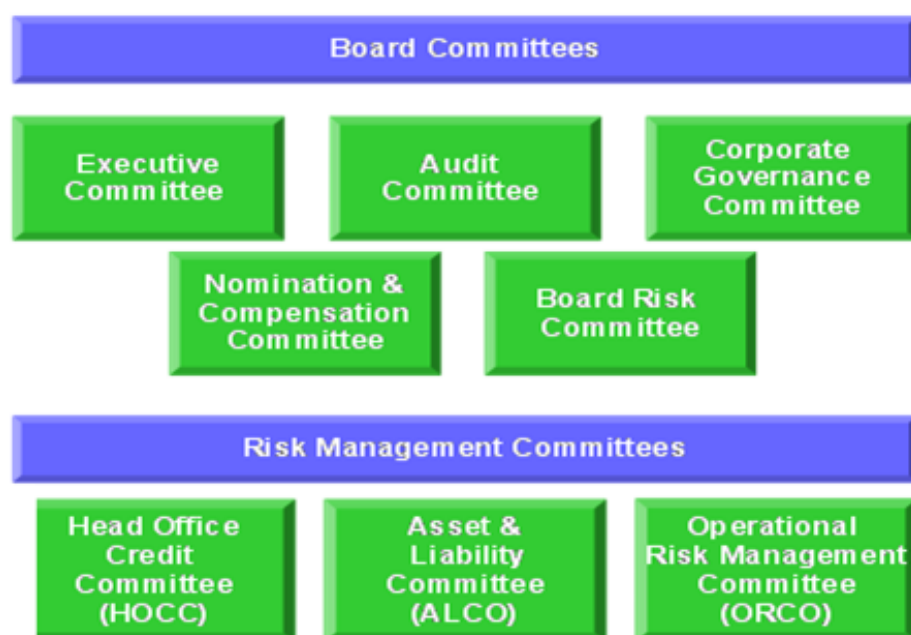 Board Committees
Executive
Committee
Audit
Committee
Corporate
Governance
Committee
Nomination &
Compensation
Committee
Board Risk
Committee
Risk Management Committees
Head Office
Credit
Committee
(HOCC)
Asset &
Liability
Committee
(ALCO)
Operational
Risk Management
Committee
(ORCO)